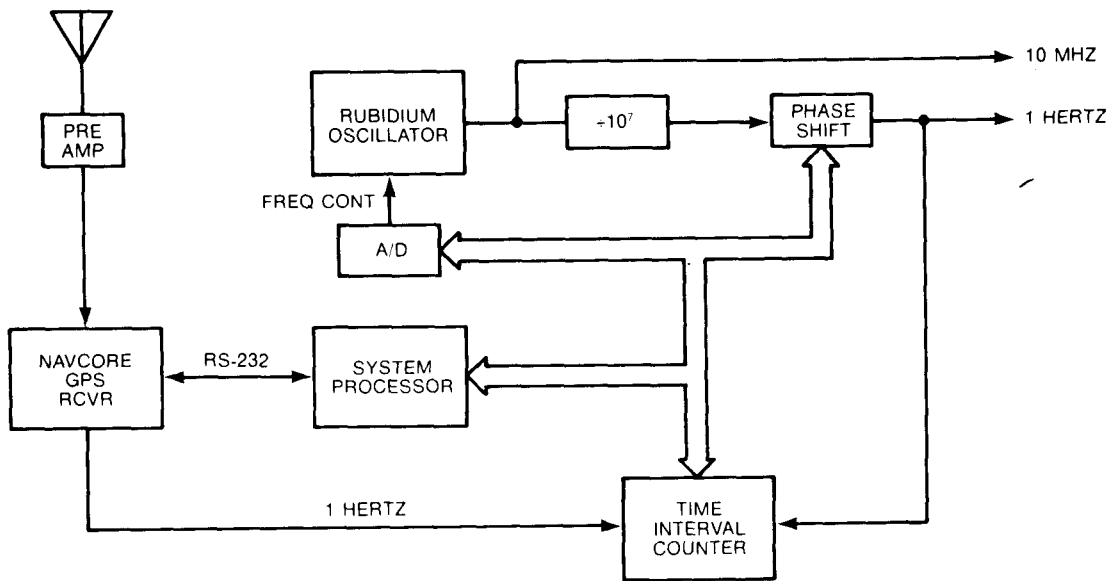 10 MHZ
RUBIDIUM
OSCILLATOR
÷10⁷
PHASE
SHIFT
1 HERTZ
PRE
AMP
FREQ CONT
A/D
NAVCORE
GPS
RCVR
RS-232
SYSTEM
PROCESSOR
1 HERTZ
TIME
INTERVAL
COUNTER